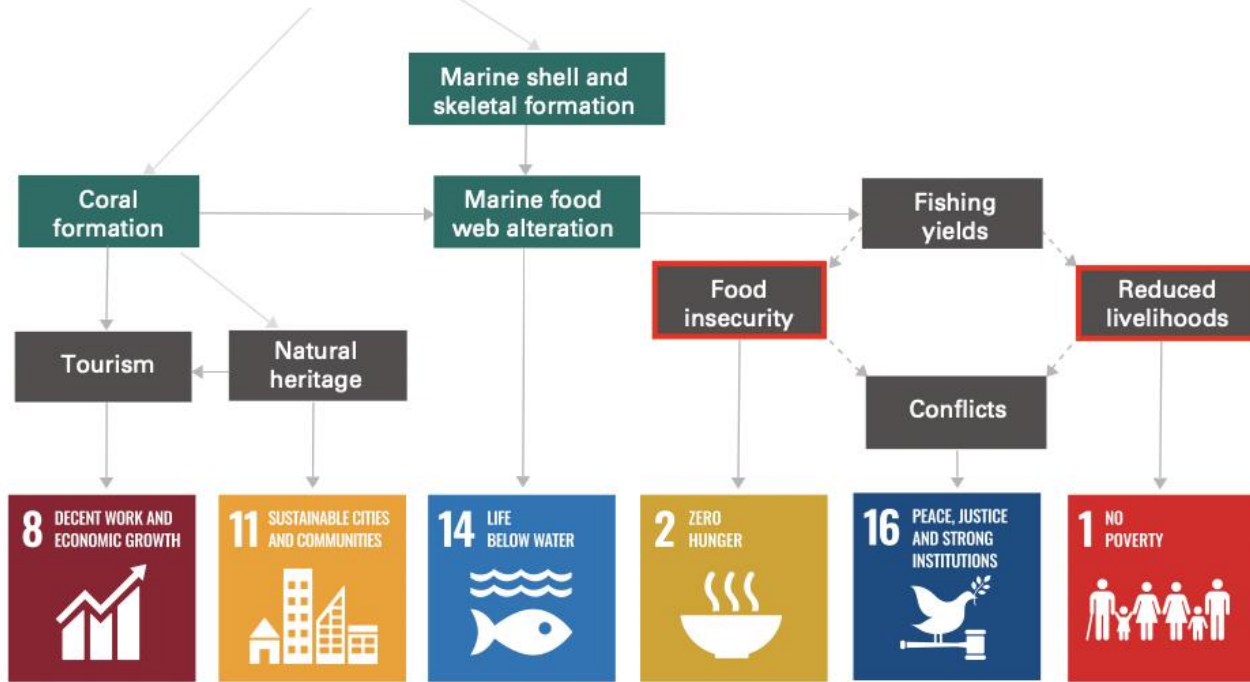 Marine shell and
skeletal formation
Coral
formation
Marine food
web alteration
Fishing
yields
Food
insecurity
Reduced
livelihoods
Tourism
Natural
heritage
Conflicts
8 DECENT WORK AND
ECONOMIC GROWTH
11 SUSTAINABLE CITIES
AND COMMUNITIES
14 LIFE
BELOW WATER
2 ZERO
HUNGER
16 PEACE, JUSTICE
AND STRONG
INSTITUTIONS
1 NO
POVERTY